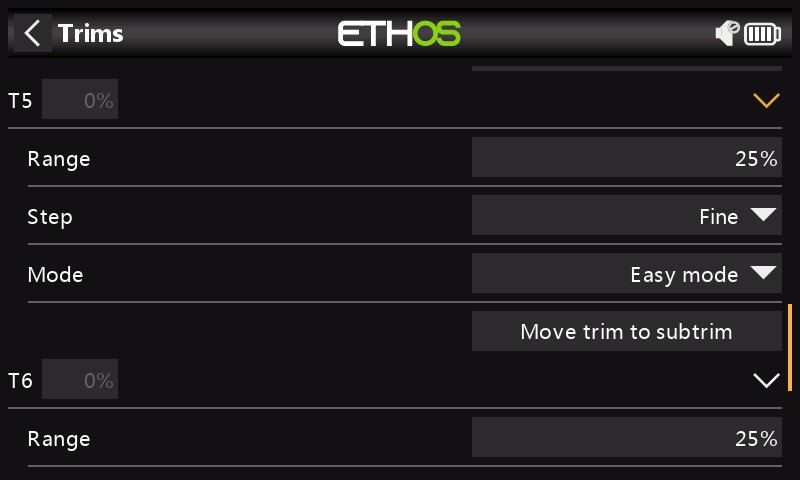 Trims
ETHOS
T5 0%
Range 25%
Step Fine
Mode Easy mode
Move trim to subtrim
T6 0%
Range 25%